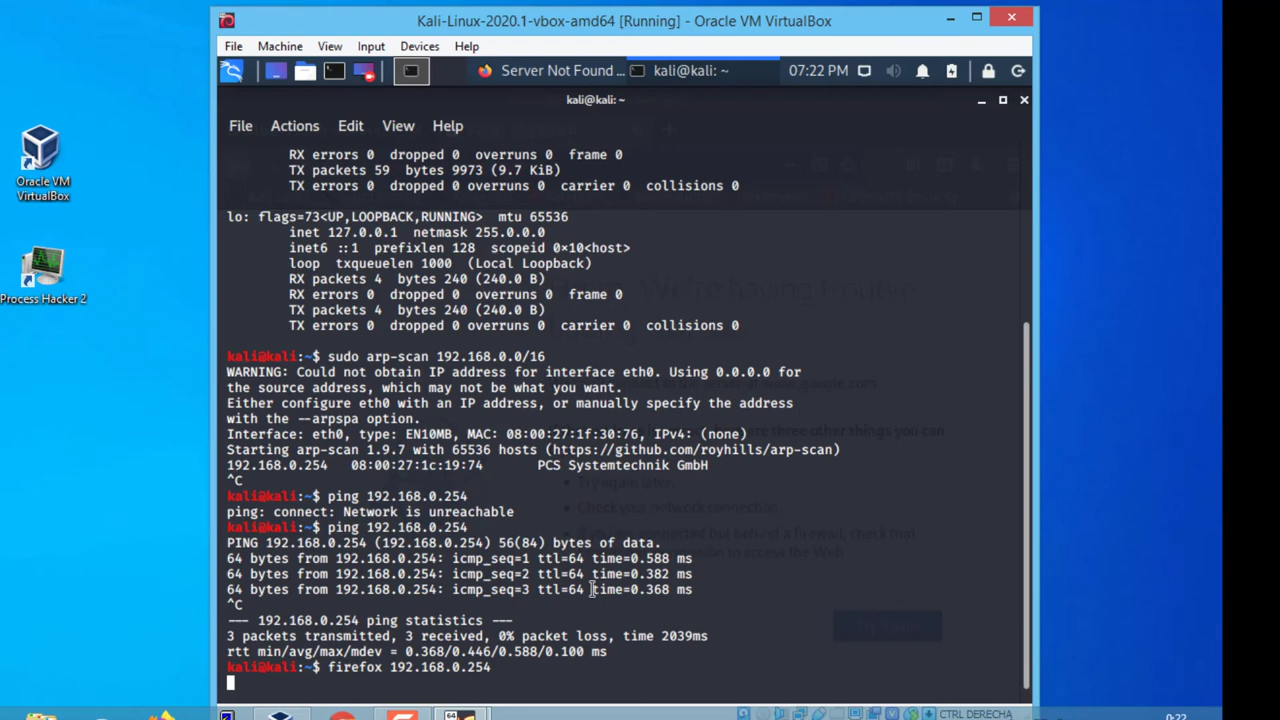 Kali-Linux-2020.1-vbox-amd64 [Running] - Oracle VM VirtualBox
File Machine View Input Devices Help
Server Not Found ... kali@kali: ~ 07:22 PM
kali@kali: ~
File Actions Edit View Help
RX errors 0 dropped 0 overruns 0 frame 0
TX packets 59 bytes 9973 (9.7 KiB)
TX errors 0 dropped 0 overruns 0 carrier 0 collisions 0
lo: flags=73<UP,LOOPBACK,RUNNING> mtu 65536
inet 127.0.0.1 netmask 255.0.0.0
inet6 ::1 prefixlen 128 scopeid 0×10<host>
loop txqueuelen 1000 (Local Loopback)
RX packets 4 bytes 240 (240.0 B)
RX errors 0 dropped 0 overruns 0 frame 0
TX packets 4 bytes 240 (240.0 B)
TX errors 0 dropped 0 overruns 0 carrier 0 collisions 0
kali@kali:~$ sudo arp-scan 192.168.0.0/16
WARNING: Could not obtain IP address for interface eth0. Using 0.0.0.0 for
the source address, which may not be what you want.
Either configure eth0 with an IP address, or manually specify the address
with the --arpspa option.
Interface: eth0, type: EN10MB, MAC: 08:00:27:1f:30:76, IPv4: (none)
Starting arp-scan 1.9.7 with 65536 hosts (https://github.com/royhills/arp-scan)
192.168.0.254 08:00:27:1c:19:74 PCS Systemtechnik GmbH
^C
kali@kali:~$ ping 192.168.0.254
ping: connect: Network is unreachable
kali@kali:~$ ping 192.168.0.254
PING 192.168.0.254 (192.168.0.254) 56(84) bytes of data.
64 bytes from 192.168.0.254: icmp_seq=1 ttl=64 time=0.588 ms
64 bytes from 192.168.0.254: icmp_seq=2 ttl=64 time=0.382 ms
64 bytes from 192.168.0.254: icmp_seq=3 ttl=64 time=0.368 ms
^C
--- 192.168.0.254 ping statistics ---
3 packets transmitted, 3 received, 0% packet loss, time 2039ms
rtt min/avg/max/mdev = 0.368/0.446/0.588/0.100 ms
kali@kali:~$ firefox 192.168.0.254
Try again later.
Check your network connection.
Oracle VM
VirtualBox
Process Hacker 2
64
CTRL DERECHA
0:22